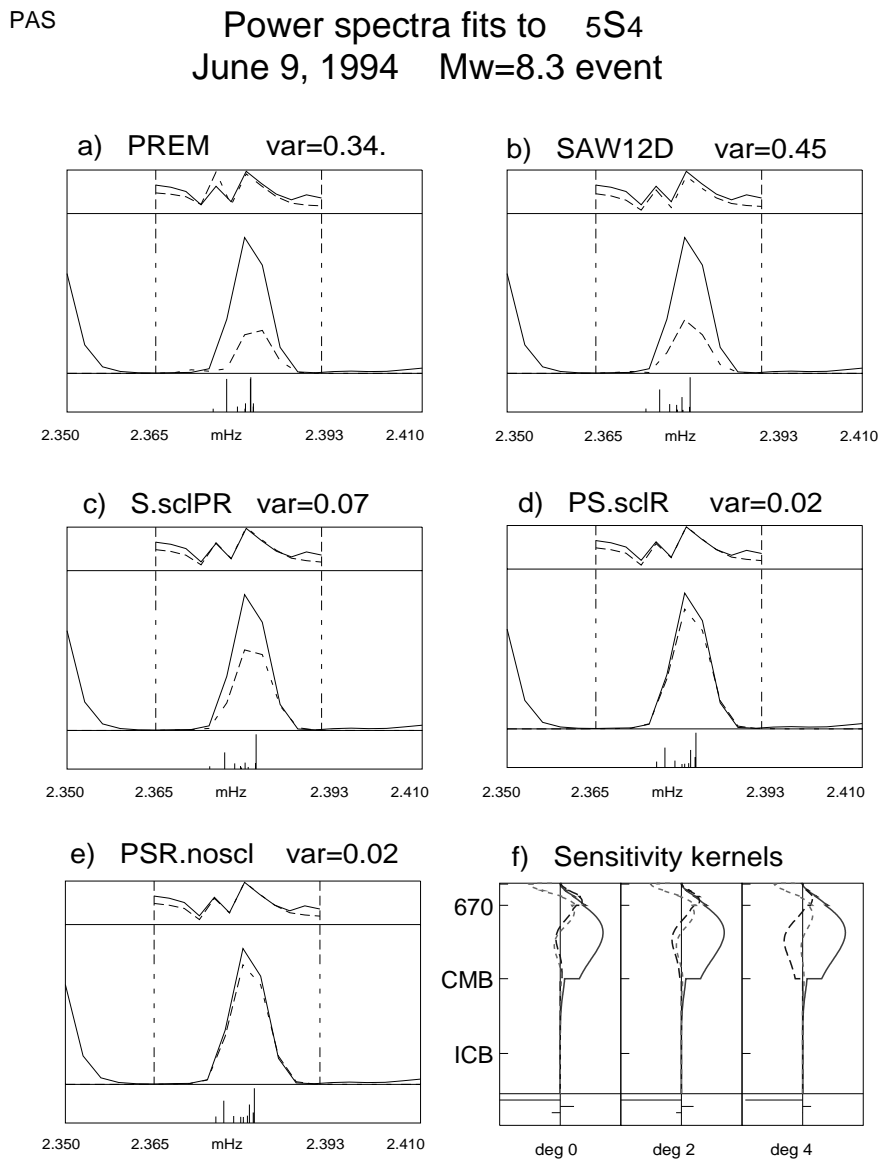 PAS
Power spectra fits to 5S4
June 9, 1994 Mw=8.3 event
a) PREM var=0.34.
b) SAW12D var=0.45
2.350 2.365 mHz 2.393 2.410
2.350 2.365 mHz 2.393 2.410
c) S.sclPR var=0.07
d) PS.sclR var=0.02
2.350 2.365 mHz 2.393 2.410
2.350 2.365 mHz 2.393 2.410
e) PSR.noscl var=0.02
f) Sensitivity kernels
670
CMB
ICB
2.350 2.365 mHz 2.393 2.410
deg 0 deg 2 deg 4